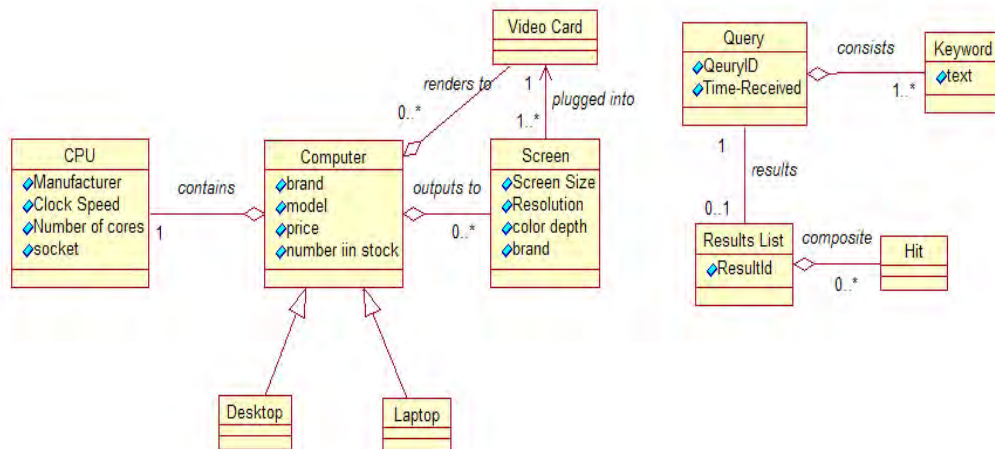 Video Card
renders to
0..*
1
plugged into
1..*
CPU
Manufacturer
Clock Speed
Number of cores
socket
contains
1
Computer
brand
model
price
number iin stock
outputs to
0..*
Screen
Screen Size
Resolution
color depth
brand
Desktop
Laptop
Query
QeuryID
Time-Received
consists
1..*
Keyword
text
1
results
0..1
Results List
ResultId
composite
0..*
Hit